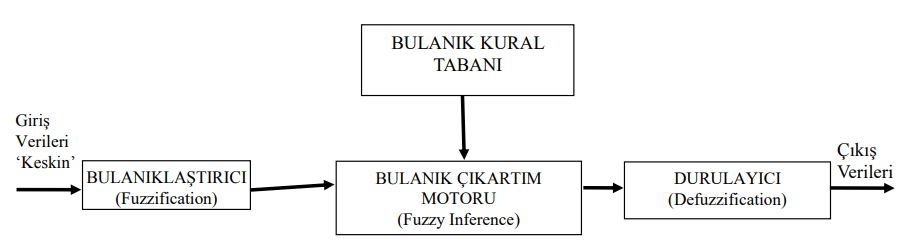 BULANIK KURAL
TABANI
Giriş
Verileri
‘Keskin’
BULANIKLAŞTIRICI
(Fuzzification)
BULANIK ÇIKARTIM
MOTORU
(Fuzzy Inference)
DURULAYICI
(Defuzzification)
Çıkış
Verileri